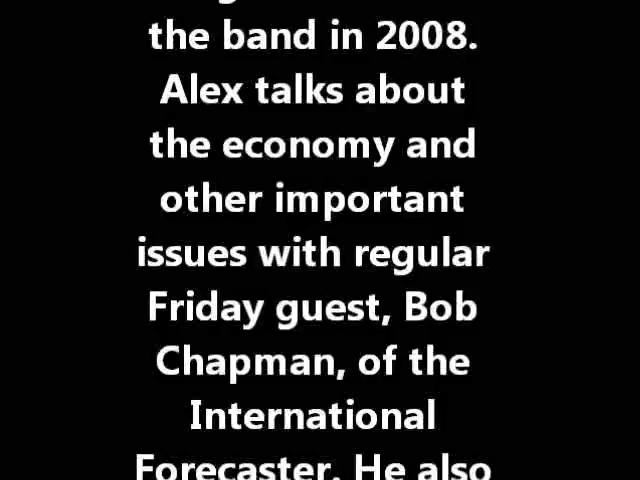 the band in 2008.
Alex talks about
the economy and
other important
issues with regular
Friday guest, Bob
Chapman, of the
International
Forecaster. He also